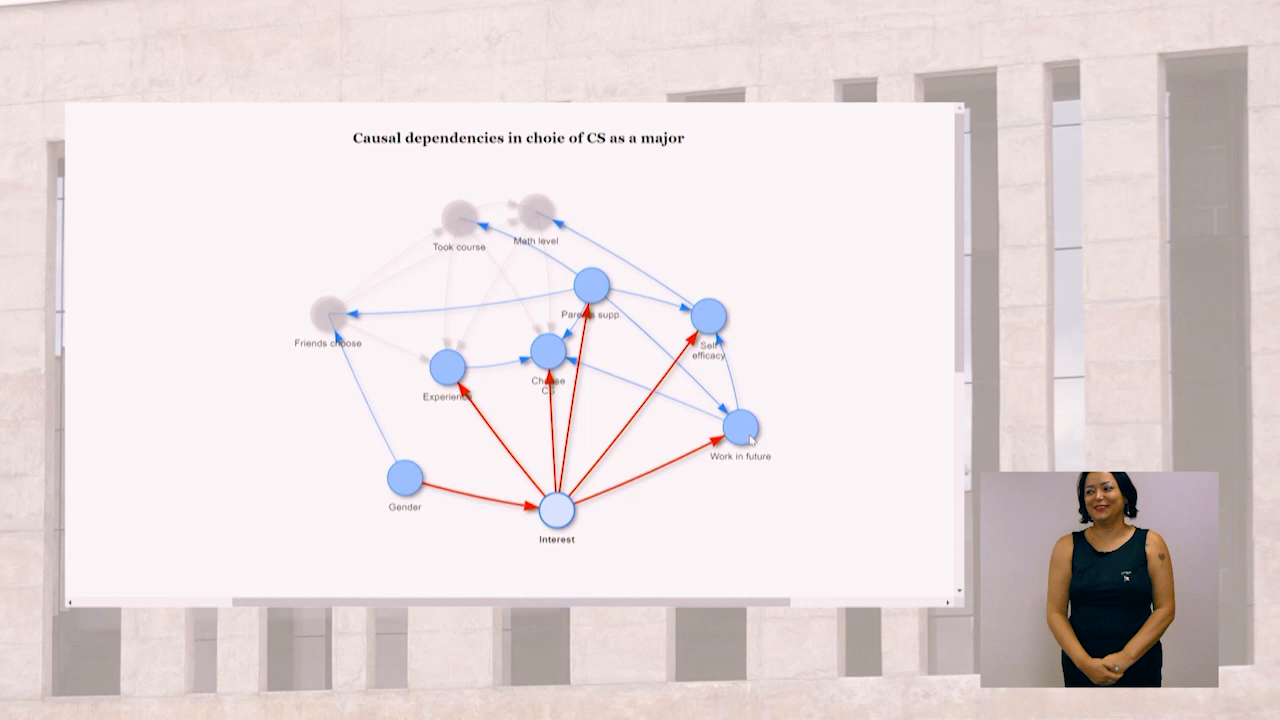 Causal dependencies in choie of CS as a major
Took course
Math level
Parents supp.
Friends choose
Self
efficacy
Choose
CS
Experience
Work in future
Gender
Interest